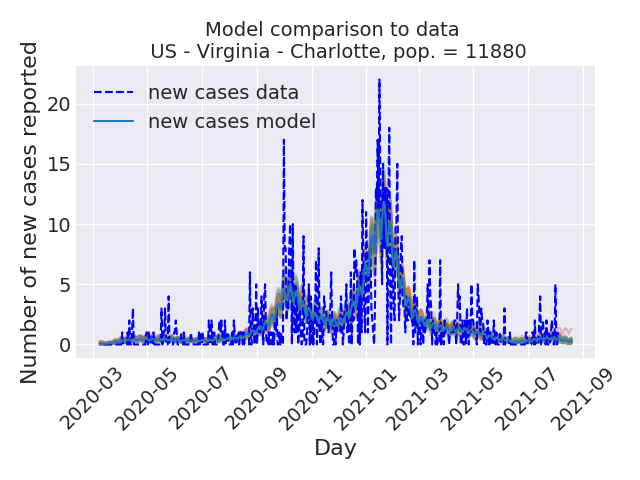 Model comparison to data
US - Virginia - Charlotte, pop. = 11880
Number of new cases reported
20
15
10
5
0
new cases data
new cases model
2020-03
2020-05
2020-07
2020-09
2020-11
2021-01
2021-03
2021-05
2021-07
2021-09
Day